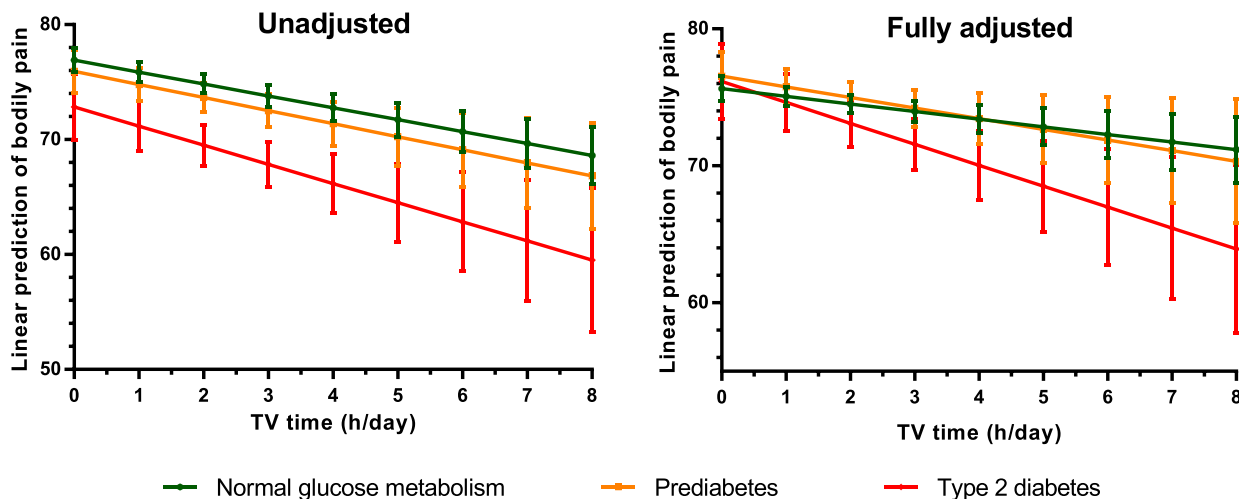 Unadjusted
Linear prediction of bodily pain
80
70
60
50
0 1 2 3 4 5 6 7 8
TV time (h/day)
Fully adjusted
Linear prediction of bodily pain
80
70
60
0 1 2 3 4 5 6 7 8
TV time (h/day)
Normal glucose metabolism Prediabetes Type 2 diabetes